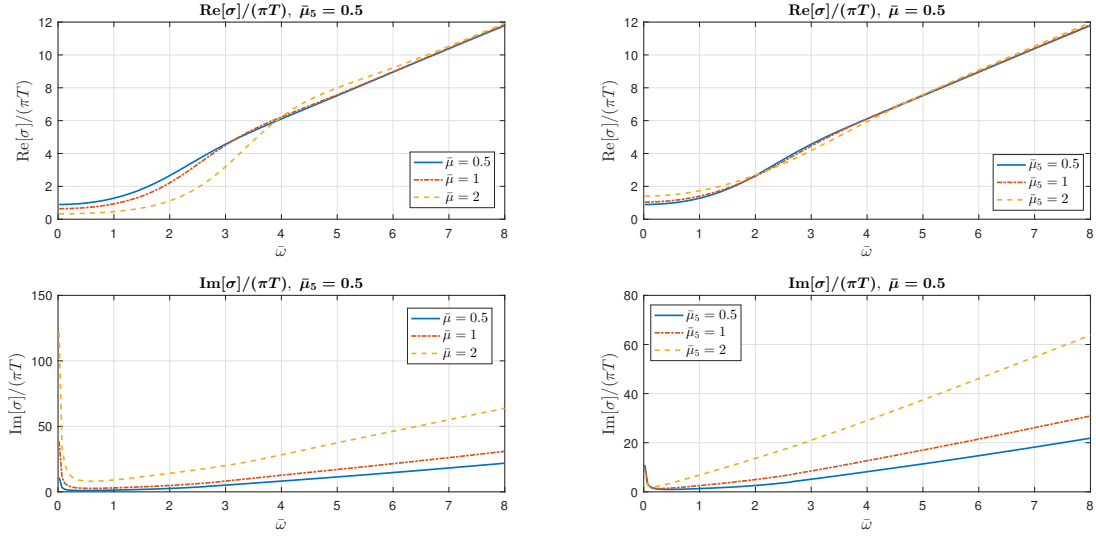 Re[σ]/(πT), μ̄₅ = 0.5
Re[σ]/(πT)
12
10
8
6
4
2
0
0 1 2 3 4 5 6 7 8
ω̄
μ̄ = 0.5
μ̄ = 1
μ̄ = 2
Re[σ]/(πT), μ̄ = 0.5
Re[σ]/(πT)
12
10
8
6
4
2
0
0 1 2 3 4 5 6 7 8
ω̄
μ̄₅ = 0.5
μ̄₅ = 1
μ̄₅ = 2
Im[σ]/(πT), μ̄₅ = 0.5
Im[σ]/(πT)
150
100
50
0
0 1 2 3 4 5 6 7 8
ω̄
μ̄ = 0.5
μ̄ = 1
μ̄ = 2
Im[σ]/(πT), μ̄ = 0.5
Im[σ]/(πT)
80
60
40
20
0
0 1 2 3 4 5 6 7 8
ω̄
μ̄₅ = 0.5
μ̄₅ = 1
μ̄₅ = 2